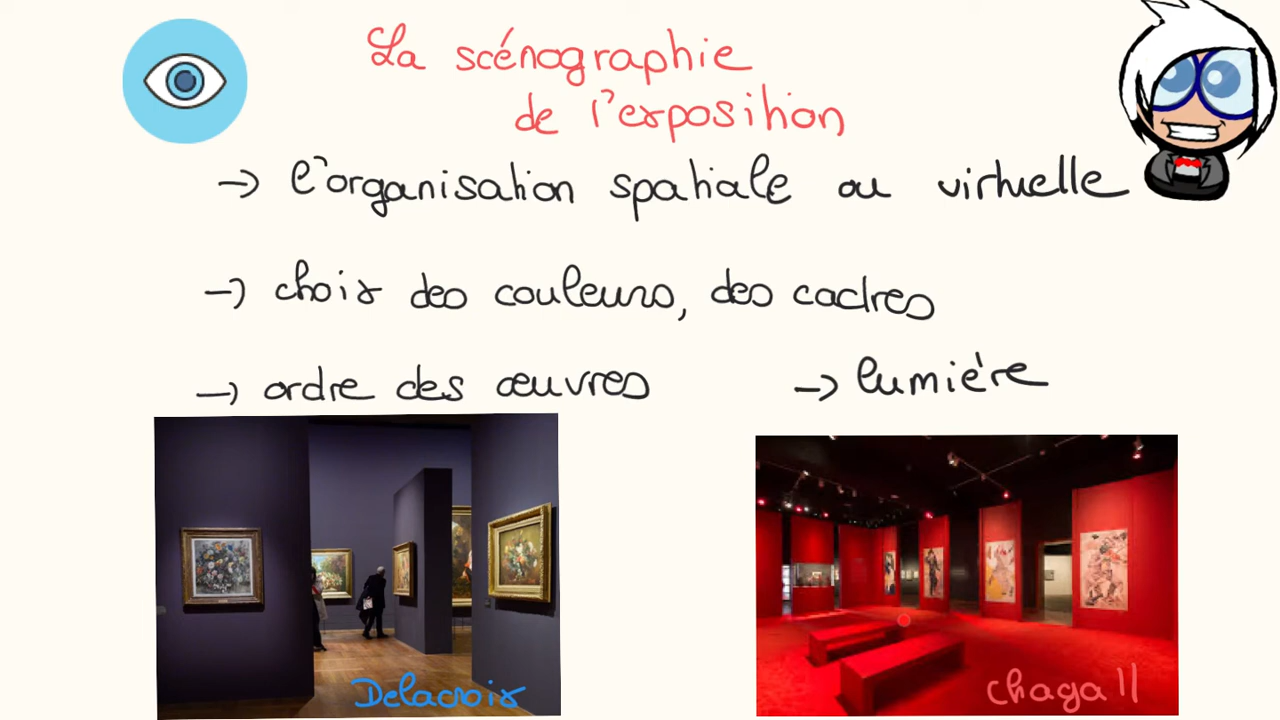 La scénographie
de l'exposition
→ l'organisation spatiale ou virtuelle
→ choix des couleurs, des cadres
→ ordre des œuvres → lumière
Delacroix
Chagall